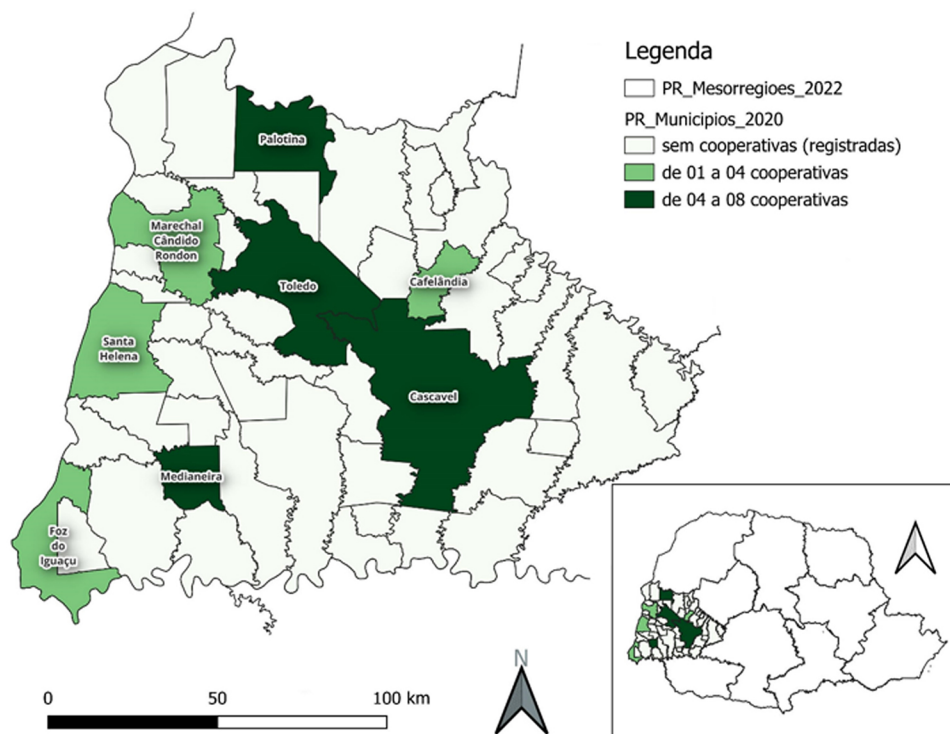 Legenda
PR_Mesorregioes_2022
PR_Municipios_2020
sem cooperativas (registradas)
de 01 a 04 cooperativas
de 04 a 08 cooperativas
Palotina
Marechal
Cândido
Rondon
Toledo
Cafelândia
Santa
Helena
Cascavel
Medianeira
Foz
do
Iguaçu
0 50 100 km
N